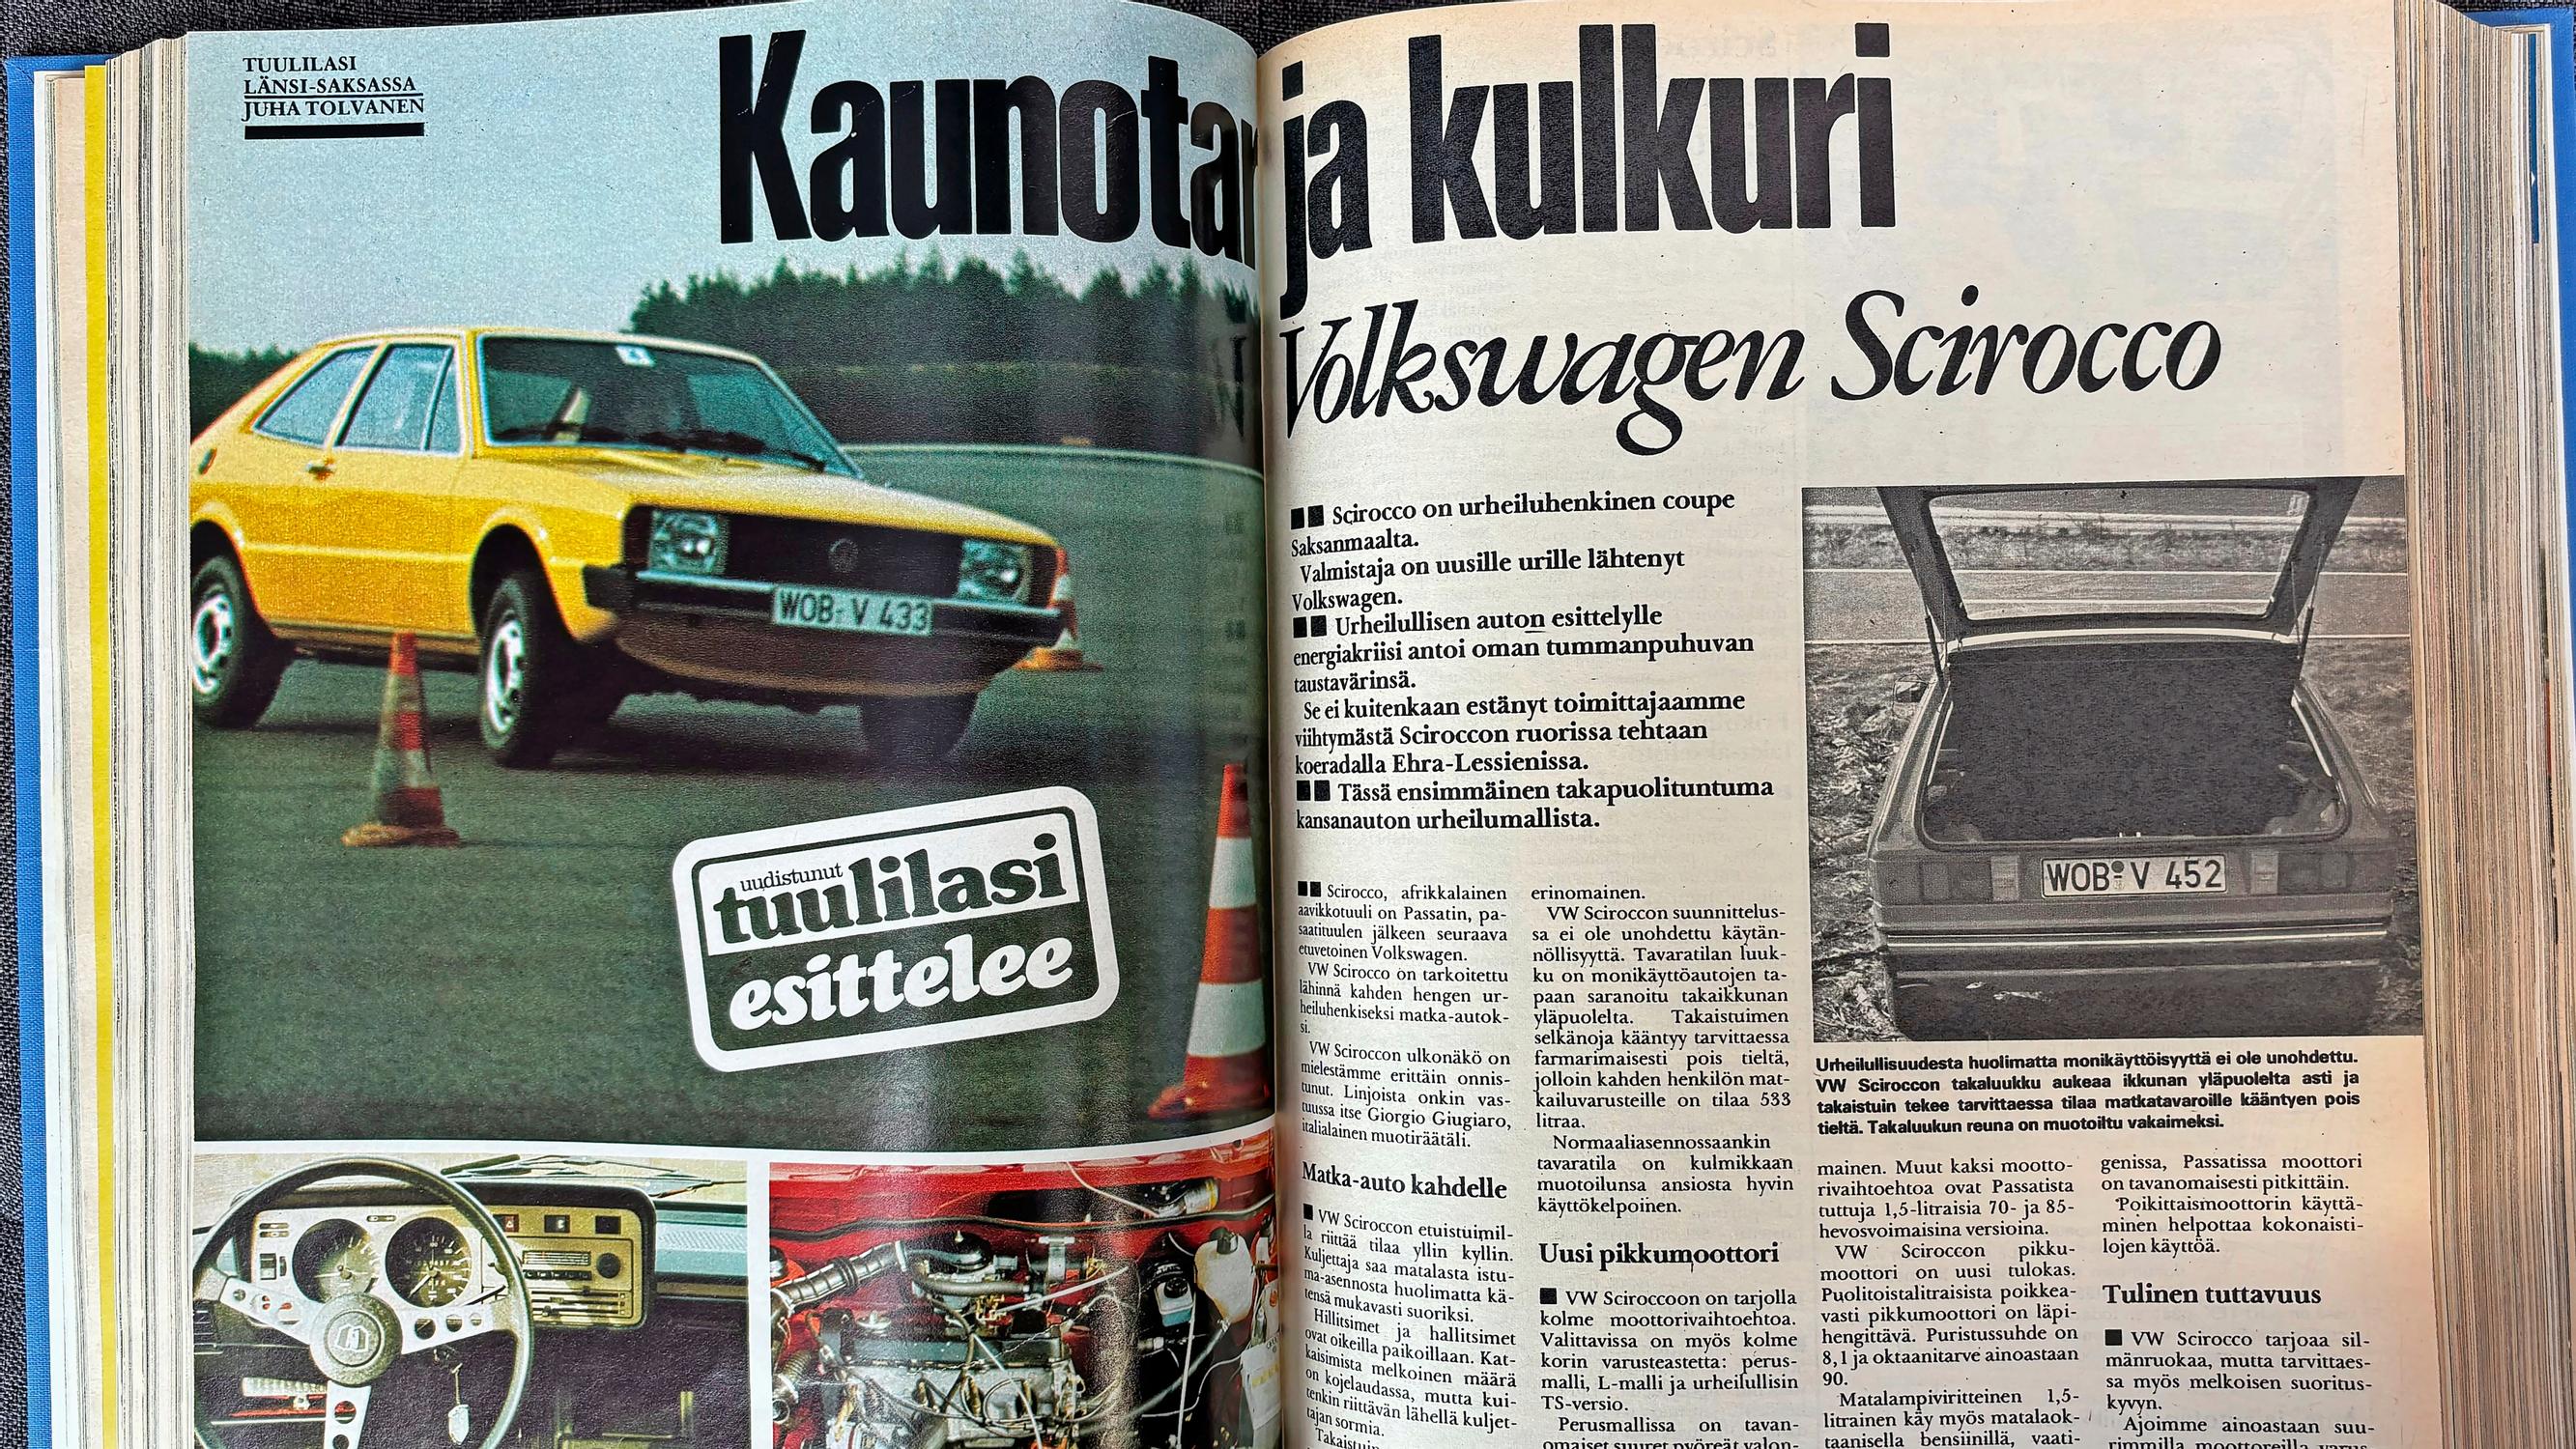 TUULILASI
LÄNSI-SAKSASSA
JUHA TOLVANEN
Kaunotar ja kulkuri
Volkswagen Scirocco
WOB-V 433
uudistunut
tuulilasi
esittelee
■■ Scirocco on urheiluhenkinen coupe
Saksanmaalta.
Valmistaja on uusille urille lähtenyt
Volkswagen.
■■ Urheilullisen auton esittelylle
energiakriisi antoi oman tummanpuhuvan
taustavärinsä.
Se ei kuitenkaan estänyt toimittajaamme
viihtymästä Sciroccon ruorissa tehtaan
koeradalla Ehra-Lessienissa.
■■ Tässä ensimmäinen takapuolituntuma
kansanauton urheilumallista.
WOB V 452
Urheilullisuudesta huolimatta monikäyttöisyyttä ei ole unohdettu.
VW Sciroccon takaluukku aukeaa ikkunan yläpuolelta asti ja
takaistuin tekee tarvittaessa tilaa matkatavaroille kääntyen pois
tieltä. Takaluukun reuna on muotoiltu vakaimeksi.
■■ Scirocco, afrikkalainen
aavikkotuuli on Passatin, pa-
saatituulen jälkeen seuraava
etuvetoinen Volkswagen.
VW Scirocco on tarkoitettu
lähinnä kahden hengen ur-
heiluhenkiseksi matka-autok-
si.
VW Sciroccon ulkonäkö on
mielestämme erittäin onnis-
tunut. Linjoista onkin vas-
tuussa itse Giorgio Giugiaro,
italialainen muotiräätäli.
Matka-auto kahdelle
■ VW Sciroccon etuistuimil-
la riittää tilaa yllin kyllin.
Kuljettaja saa matalasta istu-
ma-asennosta huolimatta kä-
tensä mukavasti suoriksi.
Hillitsimet ja hallitsimet
ovat oikeilla paikoillaan. Kat-
kaisimista melkoinen määrä
on kojelaudassa, mutta kui-
tenkin riittävän lähellä kuljet-
tajan sormia.
erinomainen.
VW Sciroccon suunnittelus-
sa ei ole unohdettu käytän-
nöllisyyttä. Tavaratilan luuk-
ku on monikäyttöautojen ta-
paan saranoitu takaikkunan
yläpuolelta. Takaistuimen
selkänoja kääntyy tarvittaessa
farmarimaisesti pois tieltä,
jolloin kahden henkilön mat-
kailuvarusteille on tilaa 533
litraa.
Normaaliasennossaankin
tavaratila on kulmikkaan
muotoilunsa ansiosta hyvin
käyttökelpoinen.
Uusi pikkumoottori
■ VW Sciroccoon on tarjolla
kolme moottorivaihtoehtoa.
Valittavissa on myös kolme
korin varusteastetta: perus-
malli, L-malli ja urheilullisin
TS-versio.
Perusmallissa on tavan-
omaiset suuret pyöreät valon-
mainen. Muut kaksi mootto-
rivaihtoehtoa ovat Passatista
tuttuja 1,5-litraisia 70- ja 85-
hevosvoimaisina versioina.
VW Sciroccon pikku-
moottori on uusi tulokas.
Puolitoistalitraisista poikkea-
vasti pikkumoottori on läpi-
hengittävä. Puristussuhde on
8,1 ja oktaanitarve ainoastaan
90.
Matalampiviritteinen 1,5-
litrainen käy myös matalaok-
taanisella bensiinillä, vaati-
genissa, Passatissa moottori
on tavanomaisesti pitkittäin.
Poikittaismoottorin käyttä-
minen helpottaa kokonaisti-
lojen käyttöä.
Tulinen tuttavuus
■ VW Scirocco tarjoaa sil-
männruokaa, mutta tarvittaes-
sa myös melkoisen suoritus-
kyvyn.
Ajoimme ainoastaan suu-
rimmilla moottoreilla